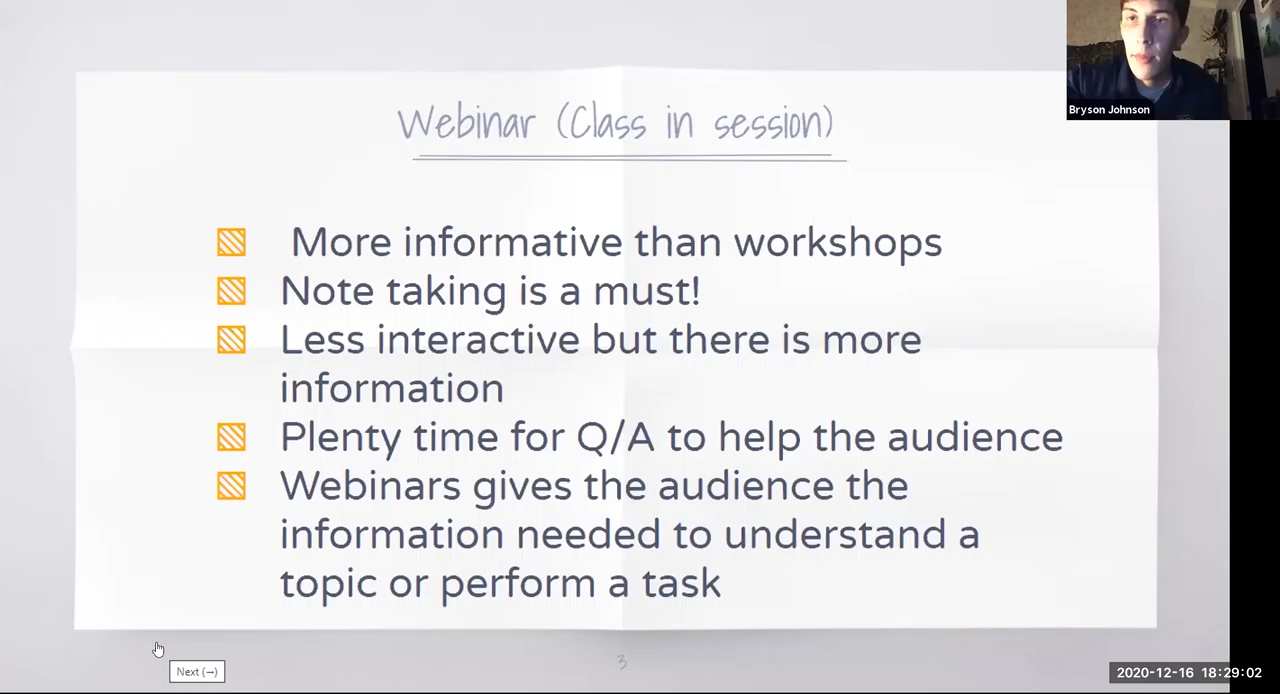 Bryson Johnson
Webinar (Class in session)
More informative than workshops
Note taking is a must!
Less interactive but there is more
information
Plenty time for Q/A to help the audience
Webinars gives the audience the
information needed to understand a
topic or perform a task
3
Next (→)
2020-12-16 18:29:02